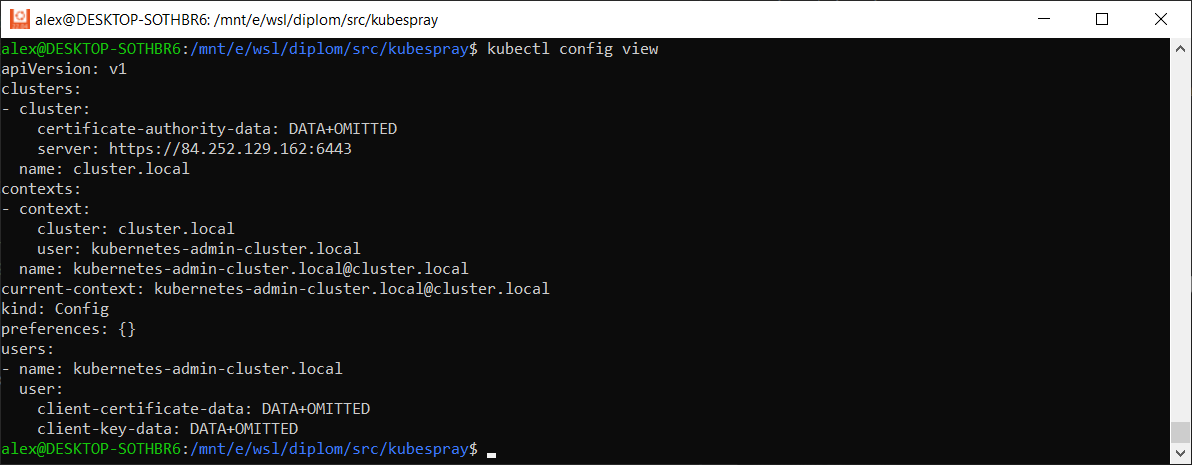 alex@DESKTOP-SOTHBR6: /mnt/e/wsl/diplom/src/kubespray
alex@DESKTOP-SOTHBR6:/mnt/e/wsl/diplom/src/kubespray$ kubectl config view
apiVersion: v1
clusters:
- cluster:
    certificate-authority-data: DATA+OMITTED
    server: https://84.252.129.162:6443
  name: cluster.local
contexts:
- context:
    cluster: cluster.local
    user: kubernetes-admin-cluster.local
  name: kubernetes-admin-cluster.local@cluster.local
current-context: kubernetes-admin-cluster.local@cluster.local
kind: Config
preferences: {}
users:
- name: kubernetes-admin-cluster.local
  user:
    client-certificate-data: DATA+OMITTED
    client-key-data: DATA+OMITTED
alex@DESKTOP-SOTHBR6:/mnt/e/wsl/diplom/src/kubespray$